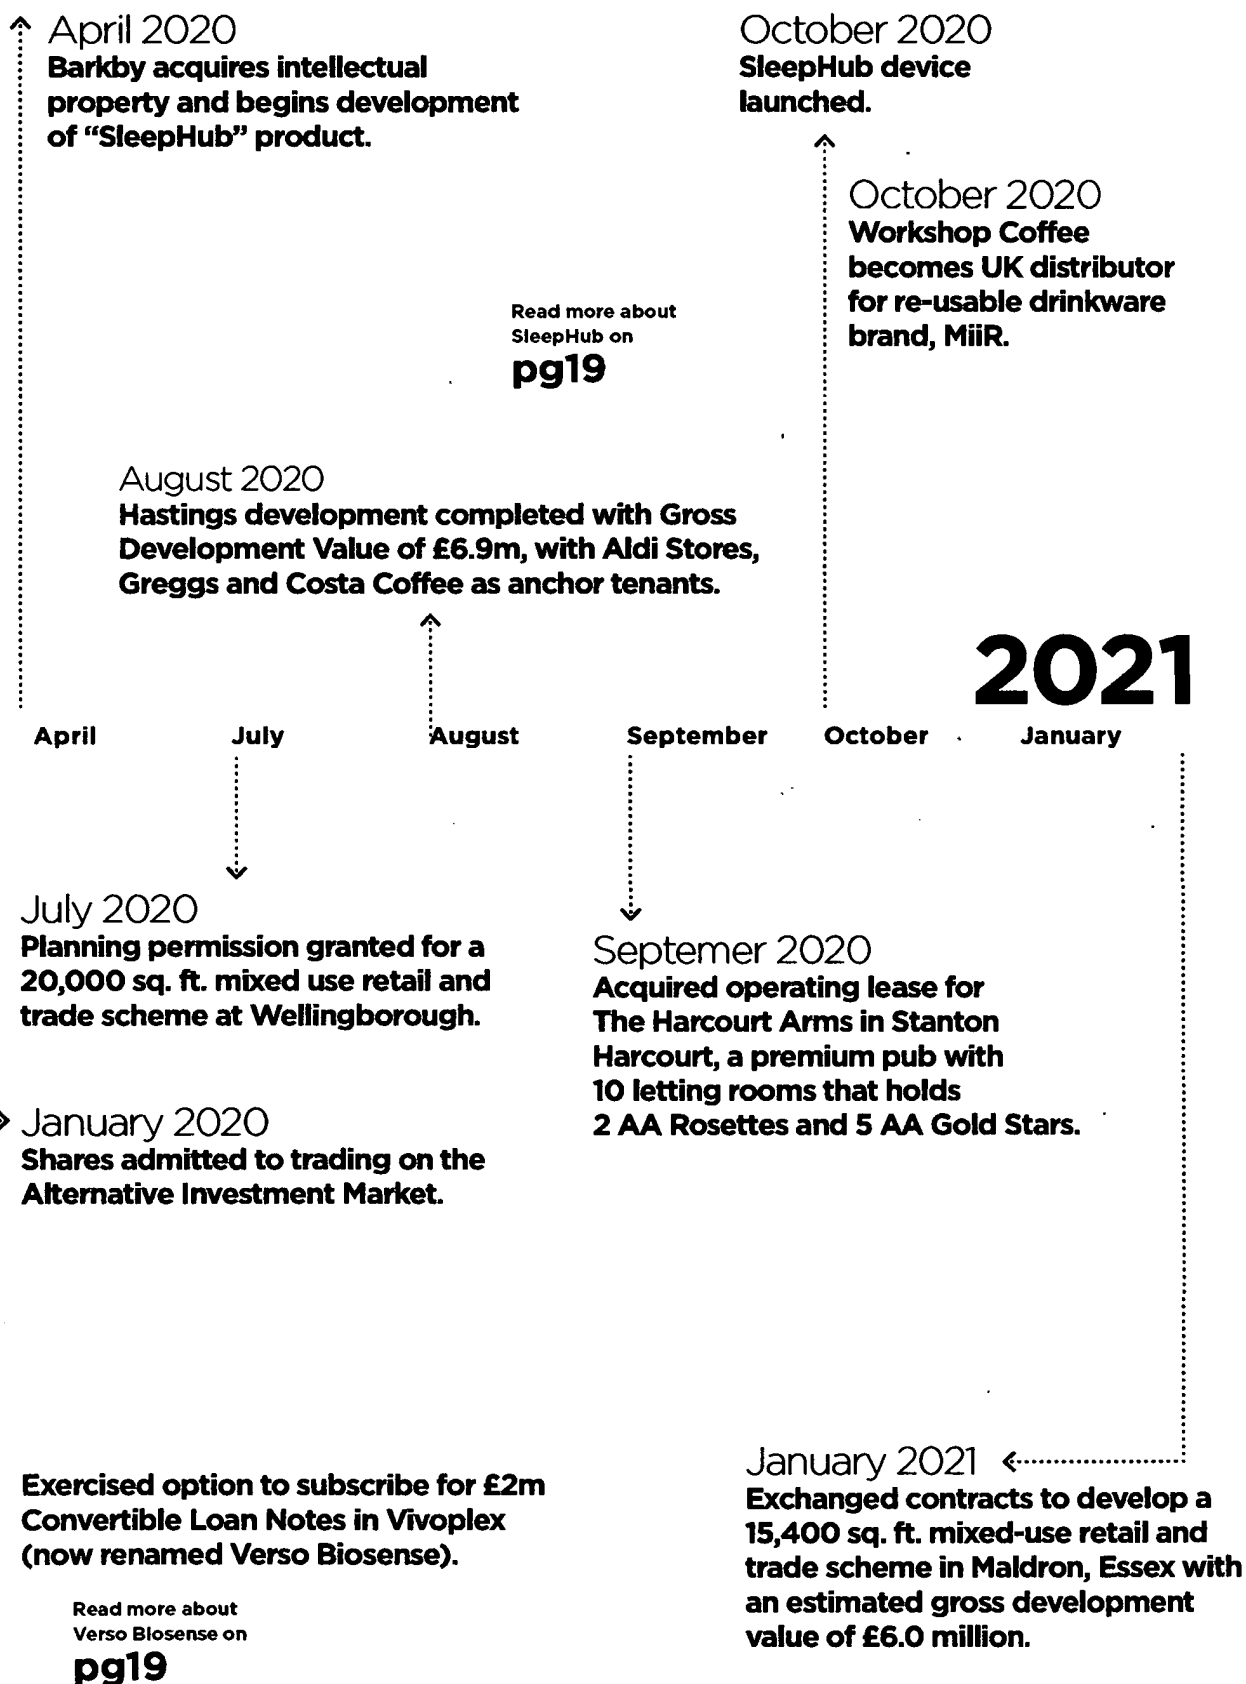 April 2020
Barkby acquires intellectual
property and begins development
of “SleepHub” product.
October 2020
SleepHub device
launched.
October 2020
Workshop Coffee
becomes UK distributor
for re-usable drinkware
brand, MiiR.
Read more about
SleepHub on
pg19
August 2020
Hastings development completed with Gross
Development Value of £6.9m, with Aldi Stores,
Greggs and Costa Coffee as anchor tenants.
2021
April
July
August
September
October
January
July 2020
Planning permission granted for a
20,000 sq. ft. mixed use retail and
trade scheme at Wellingborough.
Septemer 2020
Acquired operating lease for
The Harcourt Arms in Stanton
Harcourt, a premium pub with
10 letting rooms that holds
2 AA Rosettes and 5 AA Gold Stars.
January 2020
Shares admitted to trading on the
Alternative Investment Market.
Exercised option to subscribe for £2m
Convertible Loan Notes in Vivoplex
(now renamed Verso Biosense).
Read more about
Verso Biosense on
pg19
January 2021
Exchanged contracts to develop a
15,400 sq. ft. mixed-use retail and
trade scheme in Maldron, Essex with
an estimated gross development
value of £6.0 million.